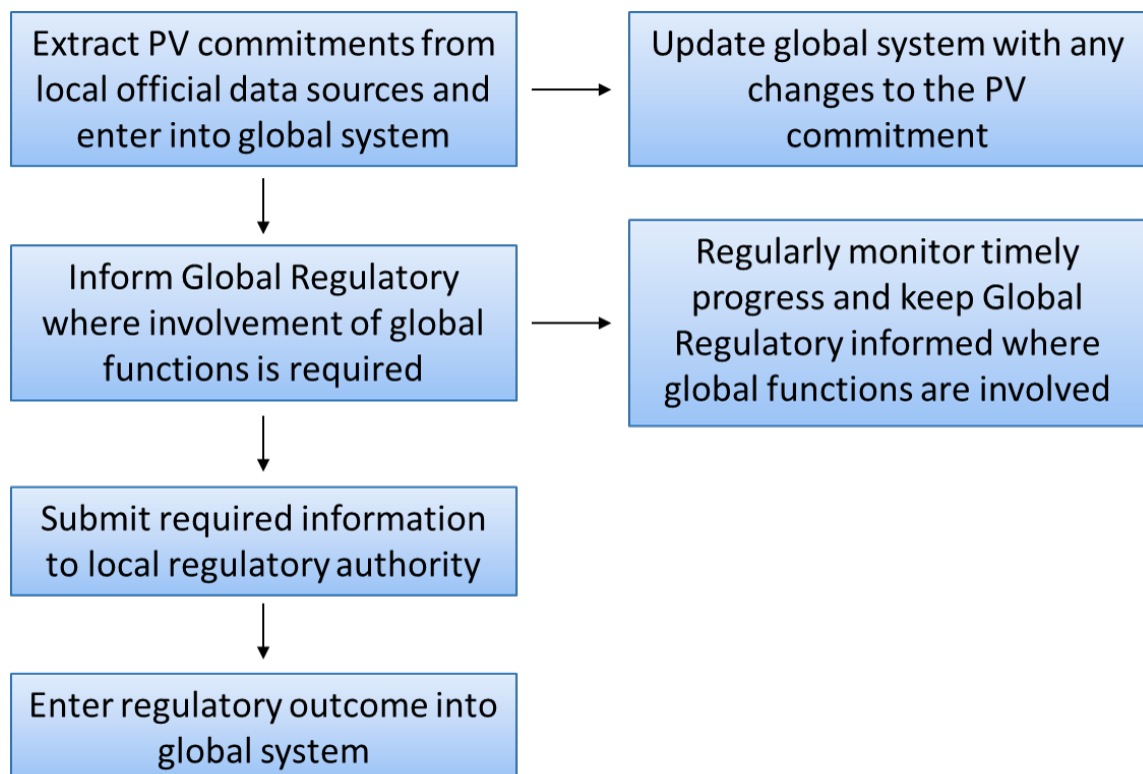 Extract PV commitments from
local official data sources and
enter into global system
Update global system with any
changes to the PV
commitment
Inform Global Regulatory
where involvement of global
functions is required
Regularly monitor timely
progress and keep Global
Regulatory informed where
global functions are involved
Submit required information
to local regulatory authority
Enter regulatory outcome into
global system